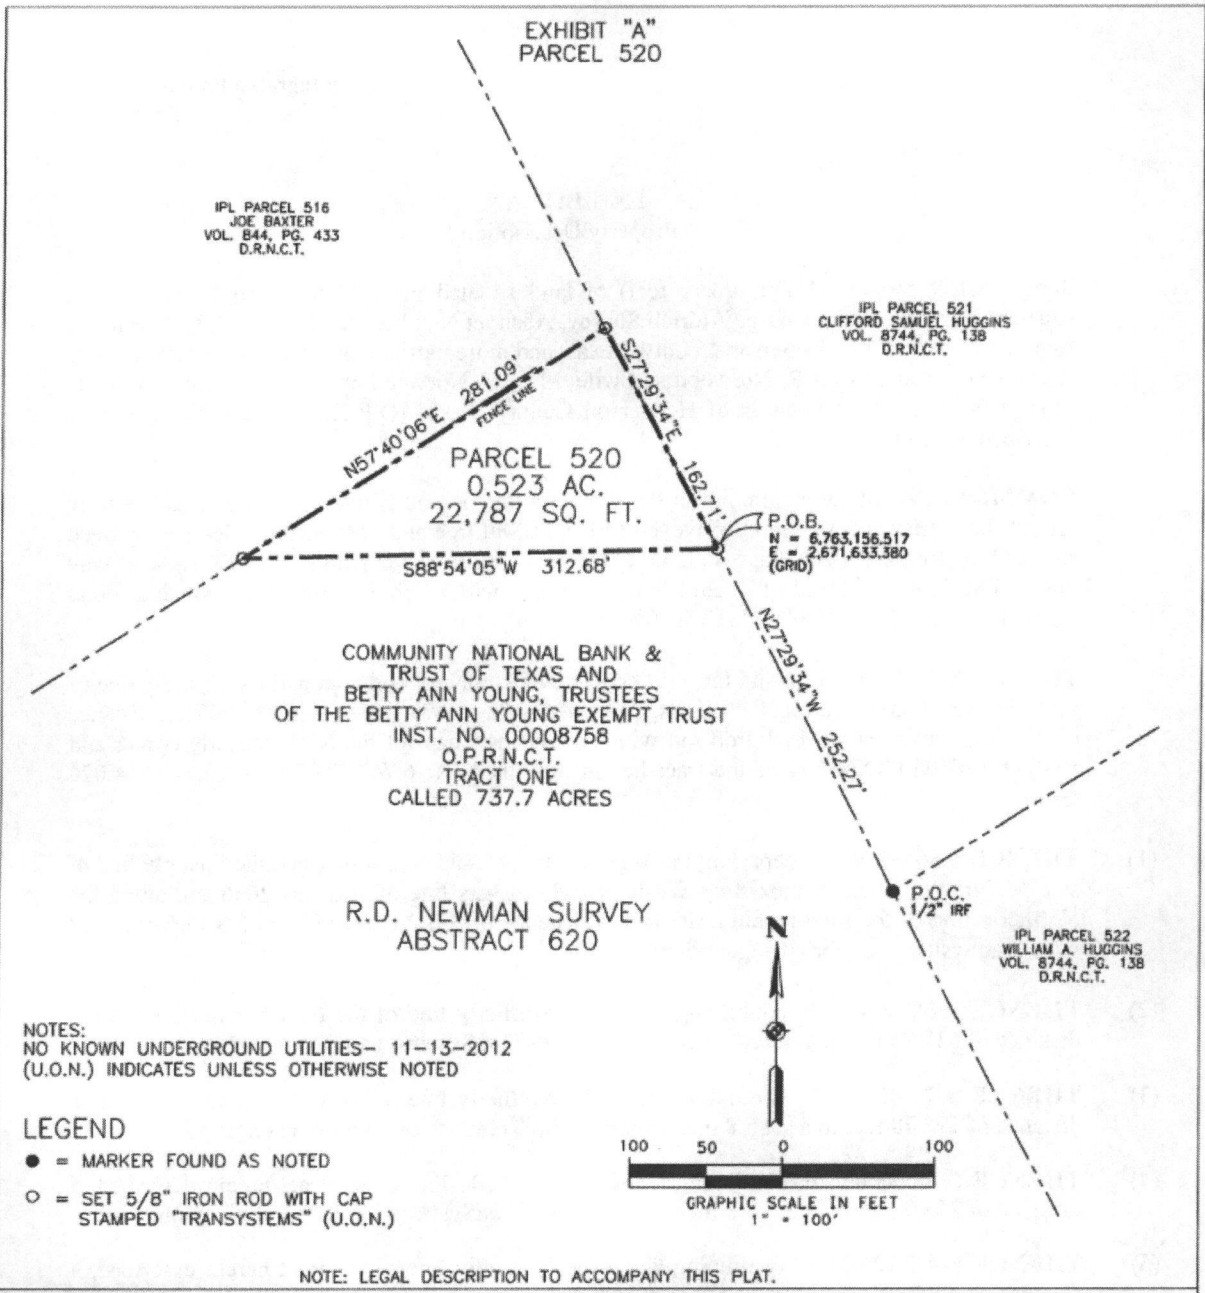 EXHIBIT "A"
PARCEL 520
IPL PARCEL 516
JOE BAXTER
VOL. 844, PG. 433
D.R.N.C.T.
IPL PARCEL 521
CLIFFORD SAMUEL HUGGINS
VOL. 8744, PG. 138
D.R.N.C.T.
N57°40'06"E 281.09'
FENCE LINE
S27°29'34"E 162.71'
PARCEL 520
0.523 AC.
22,787 SQ. FT.
P.O.B.
N = 6,763,156.517
E = 2,671,633.380
(GRID)
S88°54'05"W 312.68'
N27°29'34"W 252.27'
COMMUNITY NATIONAL BANK &
TRUST OF TEXAS AND
BETTY ANN YOUNG, TRUSTEES
OF THE BETTY ANN YOUNG EXEMPT TRUST
INST. NO. 00008758
O.P.R.N.C.T.
TRACT ONE
CALLED 737.7 ACRES
P.O.C.
1/2" IRF
R.D. NEWMAN SURVEY
ABSTRACT 620
IPL PARCEL 522
WILLIAM A. HUGGINS
VOL. 8744, PG. 138
D.R.N.C.T.
N
NOTES:
NO KNOWN UNDERGROUND UTILITIES- 11-13-2012
(U.O.N.) INDICATES UNLESS OTHERWISE NOTED
LEGEND
● = MARKER FOUND AS NOTED
○ = SET 5/8" IRON ROD WITH CAP
STAMPED "TRANSYSTEMS" (U.O.N.)
100 50 0 100
GRAPHIC SCALE IN FEET
1" = 100'
NOTE: LEGAL DESCRIPTION TO ACCOMPANY THIS PLAT.